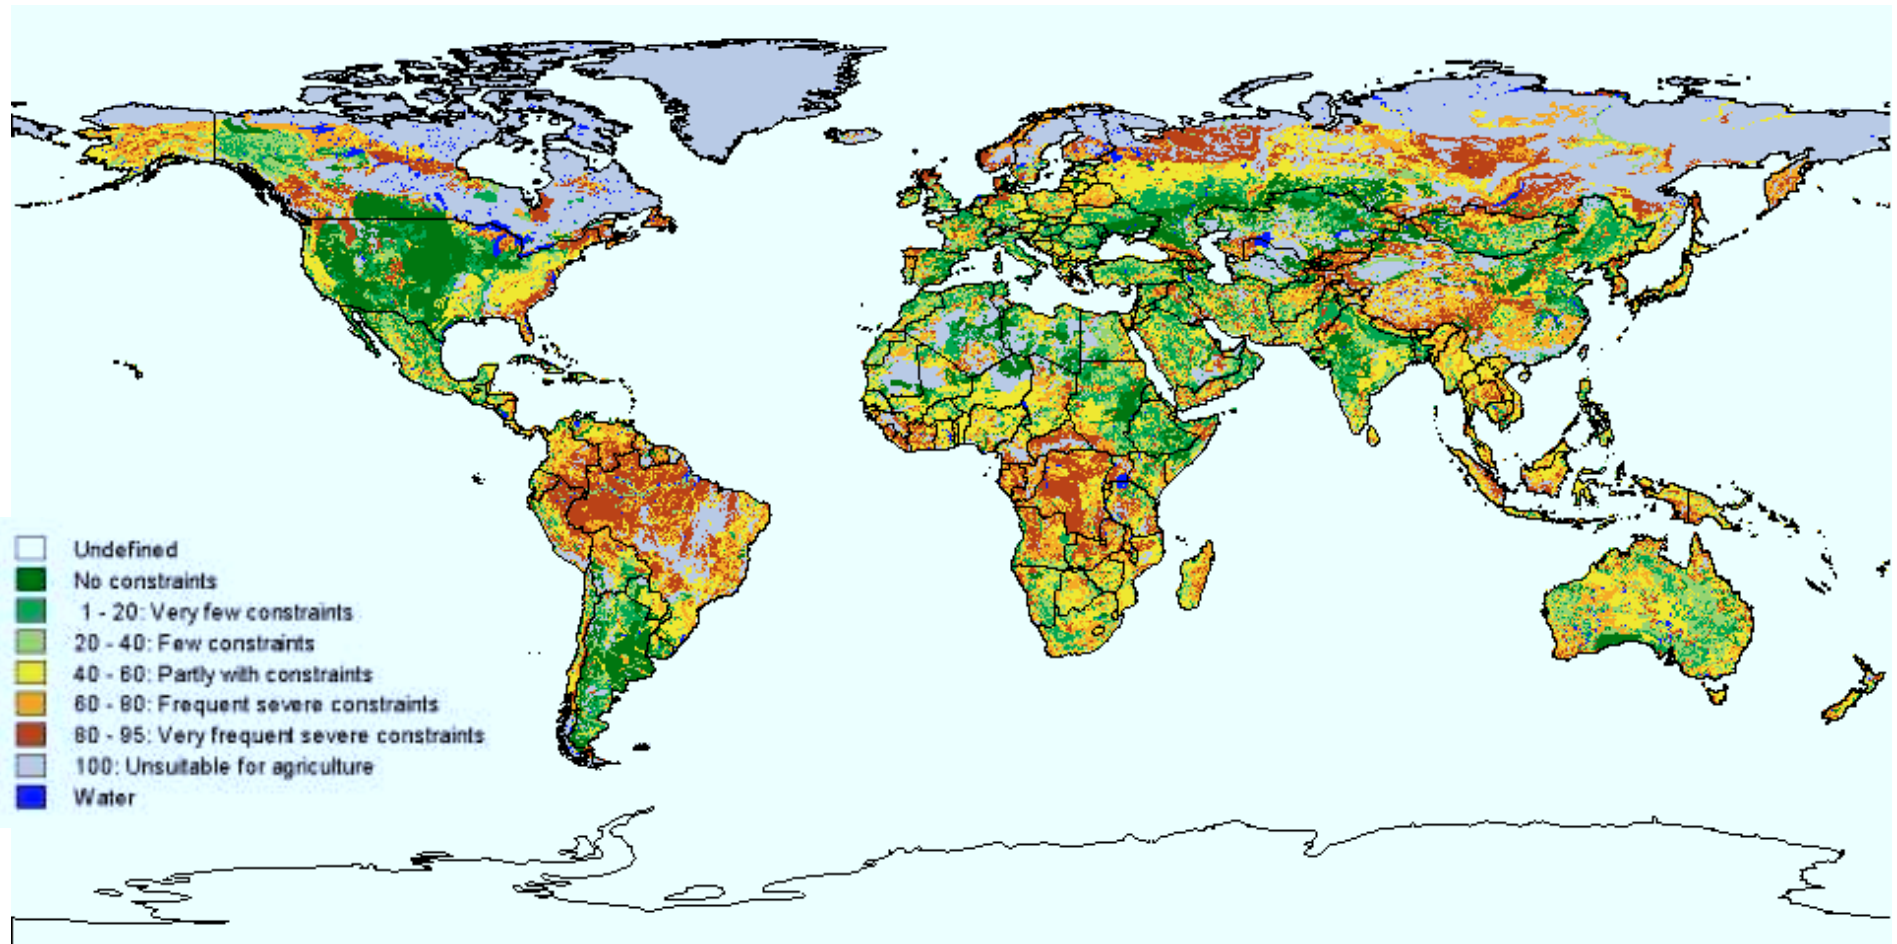 Undefined
No constraints
1 - 20: Very few constraints
20 - 40: Few constraints
40 - 60: Partly with constraints
60 - 80: Frequent severe constraints
80 - 95: Very frequent severe constraints
100: Unsuitable for agriculture
Water